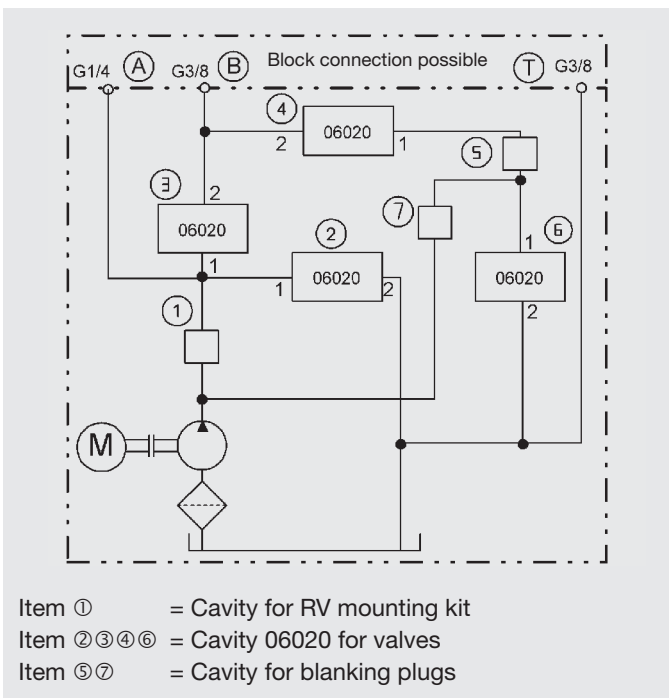 Block connection possible
G1/4 A G3/8 B T G3/8
4
2 06020 1
5
3
2
06020
1
7
2
1 06020 2
1 6
06020
2
1
M
Item ① = Cavity for RV mounting kit
Item ②③④⑥ = Cavity 06020 for valves
Item ⑤⑦ = Cavity for blanking plugs